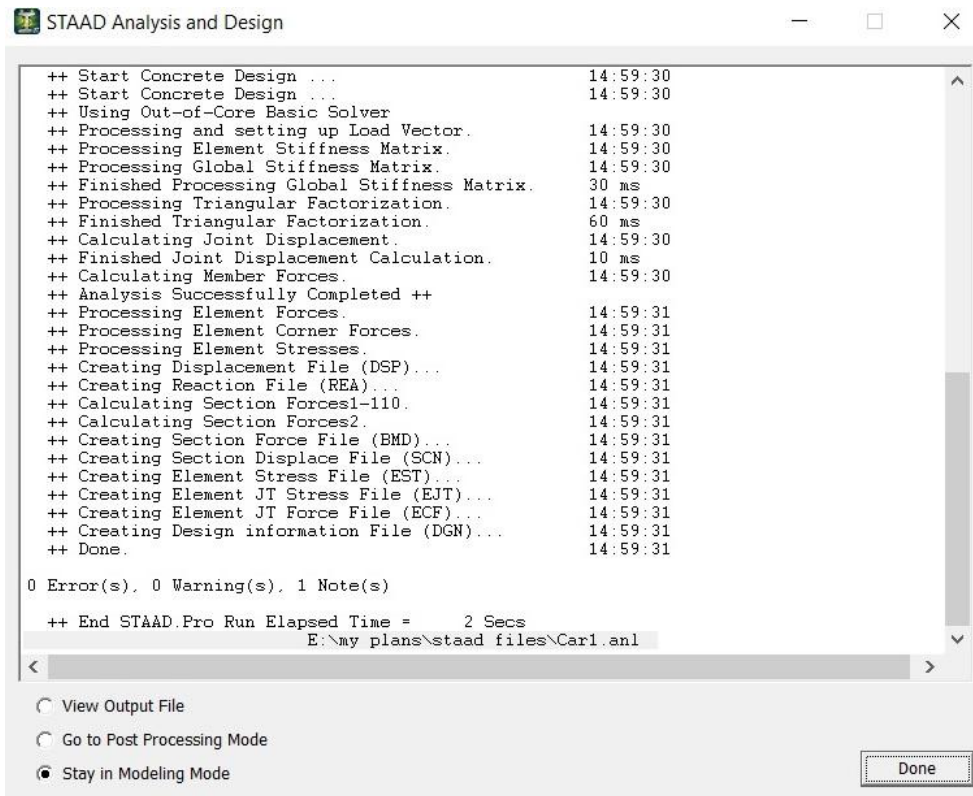 STAAD Analysis and Design
++ Start Concrete Design ... 14:59:30
++ Start Concrete Design ... 14:59:30
++ Using Out-of-Core Basic Solver
++ Processing and setting up Load Vector. 14:59:30
++ Processing Element Stiffness Matrix. 14:59:30
++ Processing Global Stiffness Matrix. 14:59:30
++ Finished Processing Global Stiffness Matrix. 30 ms
++ Processing Triangular Factorization. 14:59:30
++ Finished Triangular Factorization. 60 ms
++ Calculating Joint Displacement. 14:59:30
++ Finished Joint Displacement Calculation. 10 ms
++ Calculating Member Forces. 14:59:30
++ Analysis Successfully Completed ++
++ Processing Element Forces. 14:59:31
++ Processing Element Corner Forces. 14:59:31
++ Processing Element Stresses. 14:59:31
++ Creating Displacement File (DSP)... 14:59:31
++ Creating Reaction File (REA)... 14:59:31
++ Calculating Section Forces1-110. 14:59:31
++ Calculating Section Forces2. 14:59:31
++ Creating Section Force File (BMD)... 14:59:31
++ Creating Section Displace File (SCN)... 14:59:31
++ Creating Element Stress File (EST)... 14:59:31
++ Creating Element JT Stress File (EJT)... 14:59:31
++ Creating Element JT Force File (ECF)... 14:59:31
++ Creating Design information File (DGN)... 14:59:31
++ Done. 14:59:31
0 Error(s), 0 Warning(s), 1 Note(s)
++ End STAAD.Pro Run Elapsed Time = 2 Secs
E:\my plans\staad files\Car1.anl
View Output File
Go to Post Processing Mode
Stay in Modeling Mode
Done